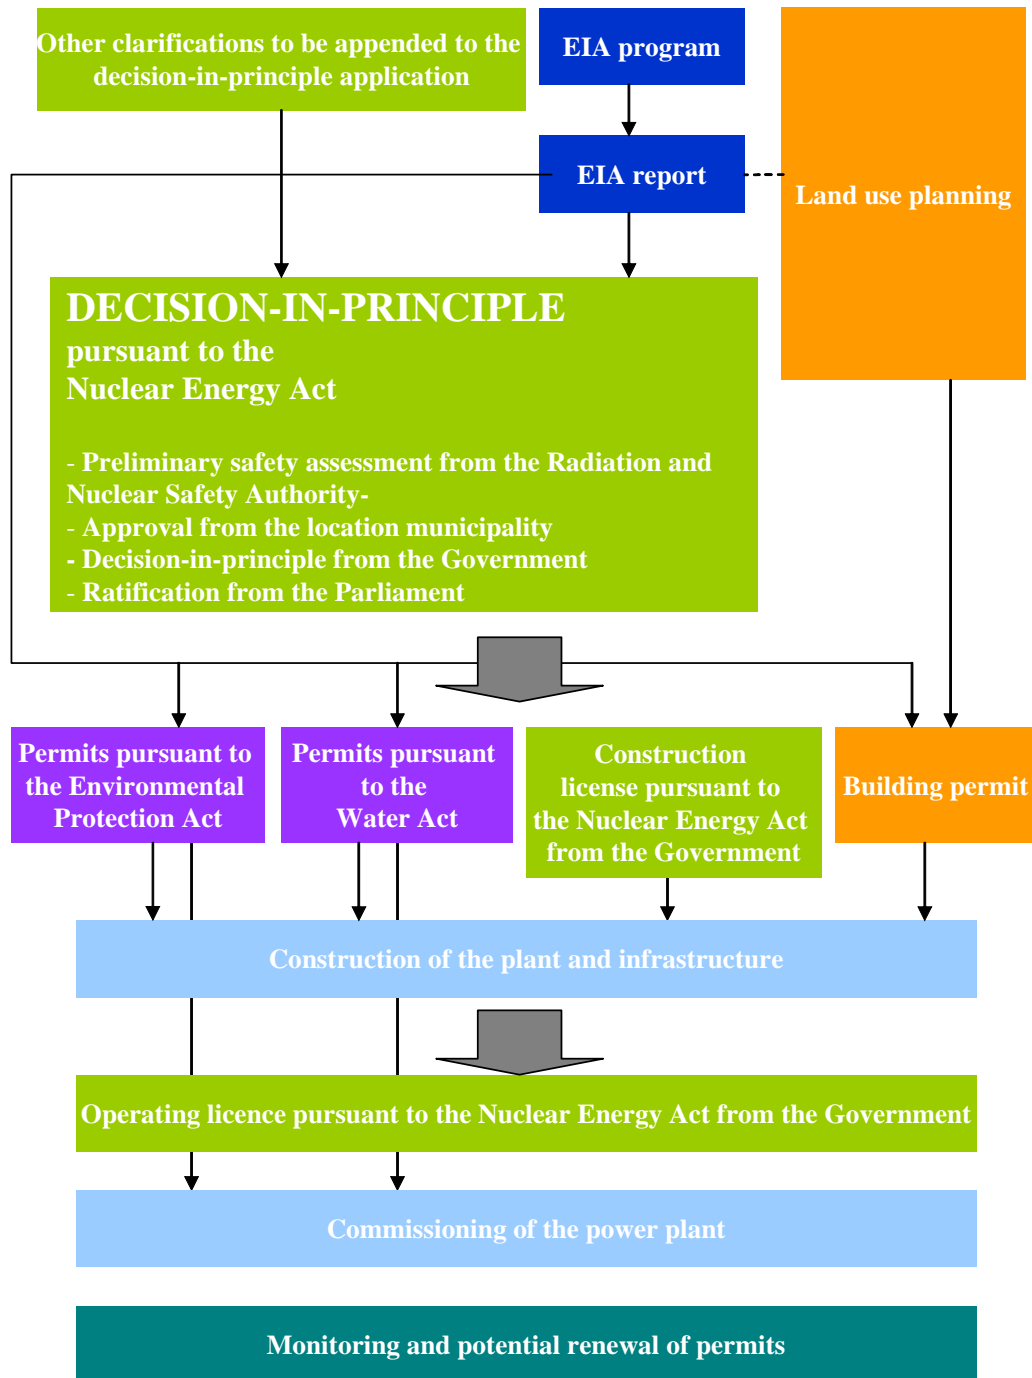 Other clarifications to be appended to the
decision-in-principle application
EIA program
EIA report
Land use planning
DECISION-IN-PRINCIPLE
pursuant to the
Nuclear Energy Act
- Preliminary safety assessment from the Radiation and
Nuclear Safety Authority-
- Approval from the location municipality
- Decision-in-principle from the Government
- Ratification from the Parliament
Permits pursuant to
the Environmental
Protection Act
Permits pursuant
to the
Water Act
Construction
license pursuant to
the Nuclear Energy Act
from the Government
Building permit
Construction of the plant and infrastructure
Operating licence pursuant to the Nuclear Energy Act from the Government
Commissioning of the power plant
Monitoring and potential renewal of permits